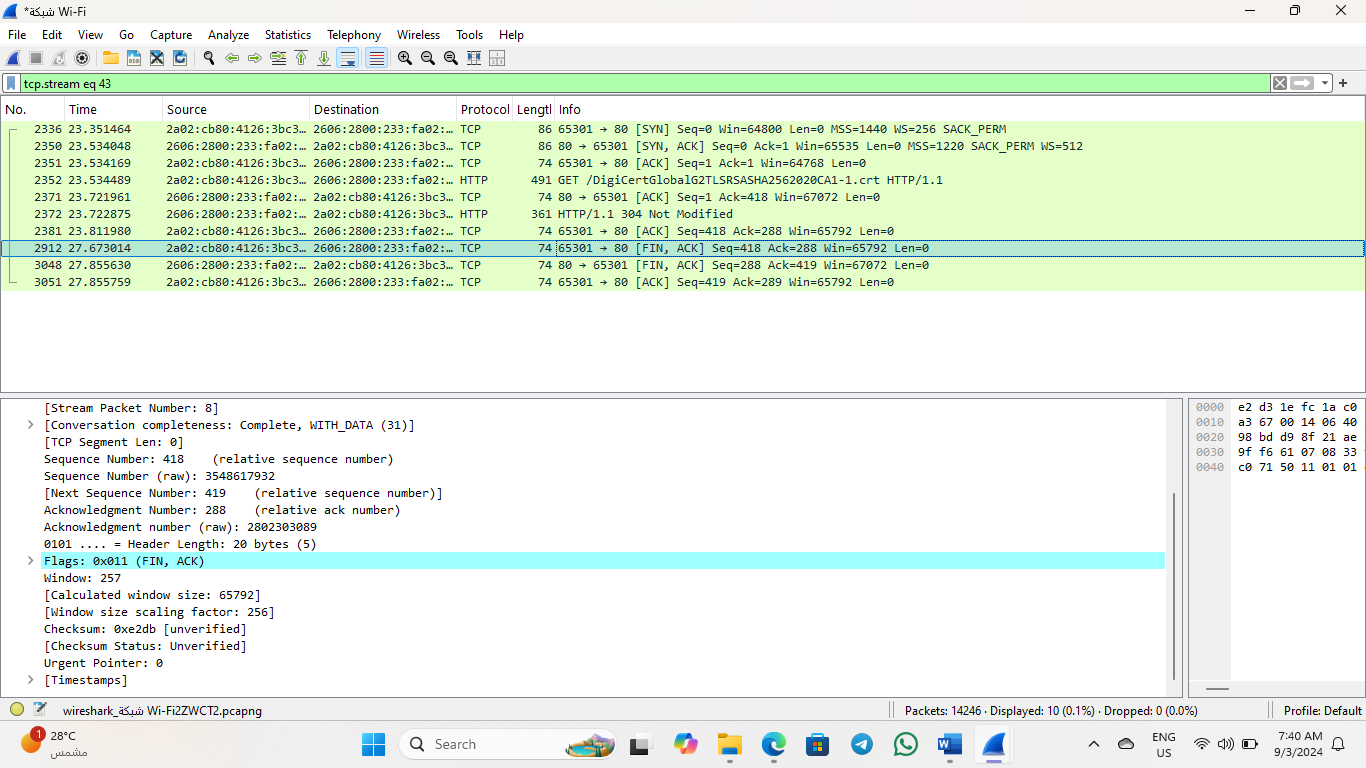 *شبكة Wi-Fi
File Edit View Go Capture Analyze Statistics Telephony Wireless Tools Help
tcp.stream eq 43
No. Time Source Destination Protocol Lengtl Info
2336 23.351464 2a02:cb80:4126:3bc3… 2606:2800:233:fa02:… TCP 86 65301 → 80 [SYN] Seq=0 Win=64800 Len=0 MSS=1440 WS=256 SACK_PERM
2350 23.534048 2606:2800:233:fa02:… 2a02:cb80:4126:3bc3… TCP 86 80 → 65301 [SYN, ACK] Seq=0 Ack=1 Win=65535 Len=0 MSS=1220 SACK_PERM WS=512
2351 23.534169 2a02:cb80:4126:3bc3… 2606:2800:233:fa02:… TCP 74 65301 → 80 [ACK] Seq=1 Ack=1 Win=64768 Len=0
2352 23.534489 2a02:cb80:4126:3bc3… 2606:2800:233:fa02:… HTTP 491 GET /DigiCertGlobalG2TLSRSASHA2562020CA1-1.crt HTTP/1.1
2371 23.721961 2606:2800:233:fa02:… 2a02:cb80:4126:3bc3… TCP 74 80 → 65301 [ACK] Seq=1 Ack=418 Win=67072 Len=0
2372 23.722875 2606:2800:233:fa02:… 2a02:cb80:4126:3bc3… HTTP 361 HTTP/1.1 304 Not Modified
2381 23.811980 2a02:cb80:4126:3bc3… 2606:2800:233:fa02:… TCP 74 65301 → 80 [ACK] Seq=418 Ack=288 Win=65792 Len=0
2912 27.673014 2a02:cb80:4126:3bc3… 2606:2800:233:fa02:… TCP 74 65301 → 80 [FIN, ACK] Seq=418 Ack=288 Win=65792 Len=0
3048 27.855630 2606:2800:233:fa02:… 2a02:cb80:4126:3bc3… TCP 74 80 → 65301 [FIN, ACK] Seq=288 Ack=419 Win=67072 Len=0
3051 27.855759 2a02:cb80:4126:3bc3… 2606:2800:233:fa02:… TCP 74 65301 → 80 [ACK] Seq=419 Ack=289 Win=65792 Len=0
[Stream Packet Number: 8]
[Conversation completeness: Complete, WITH_DATA (31)]
[TCP Segment Len: 0]
Sequence Number: 418 (relative sequence number)
Sequence Number (raw): 3548617932
[Next Sequence Number: 419 (relative sequence number)]
Acknowledgment Number: 288 (relative ack number)
Acknowledgment number (raw): 2802303089
0101 .... = Header Length: 20 bytes (5)
Flags: 0x011 (FIN, ACK)
Window: 257
[Calculated window size: 65792]
[Window size scaling factor: 256]
Checksum: 0xe2db [unverified]
[Checksum Status: Unverified]
Urgent Pointer: 0
[Timestamps]
0000 e2 d3 1e fc 1a c0
0010 a3 67 00 14 06 40
0020 98 bd d9 8f 21 ae
0030 9f f6 61 07 08 33
0040 c0 71 50 11 01 01
wireshark_شبكة Wi-Fi2ZWCT2.pcapng
Packets: 14246 · Displayed: 10 (0.1%) · Dropped: 0 (0.0%)
Profile: Default
1
28°C
مشمس
Search
ENG
US
7:40 AM
9/3/2024